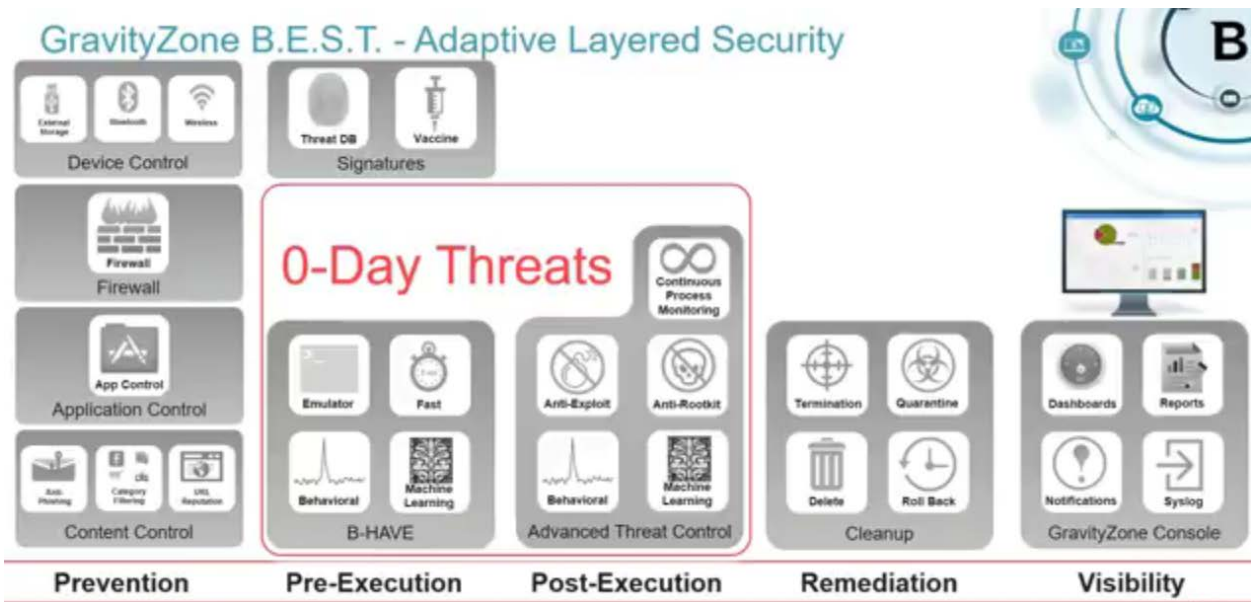 GravityZone B.E.S.T. - Adaptive Layered Security
B
External
Storage
Bluetooth
Wireless
Device Control
Threat DB
Vaccine
Signatures
Firewall
Firewall
0-Day Threats
Continuous
Process
Monitoring
App Control
Application Control
Emulator
Fast
Anti-Exploit
Anti-Rootkit
Termination
Quarantine
Dashboards
Reports
Anti-
Phishing
Category
Filtering
URL
Reputation
Content Control
Behavioral
Machine
Learning
B-HAVE
Behavioral
Machine
Learning
Advanced Threat Control
Delete
Roll Back
Cleanup
Notifications
Syslog
GravityZone Console
Prevention
Pre-Execution
Post-Execution
Remediation
Visibility